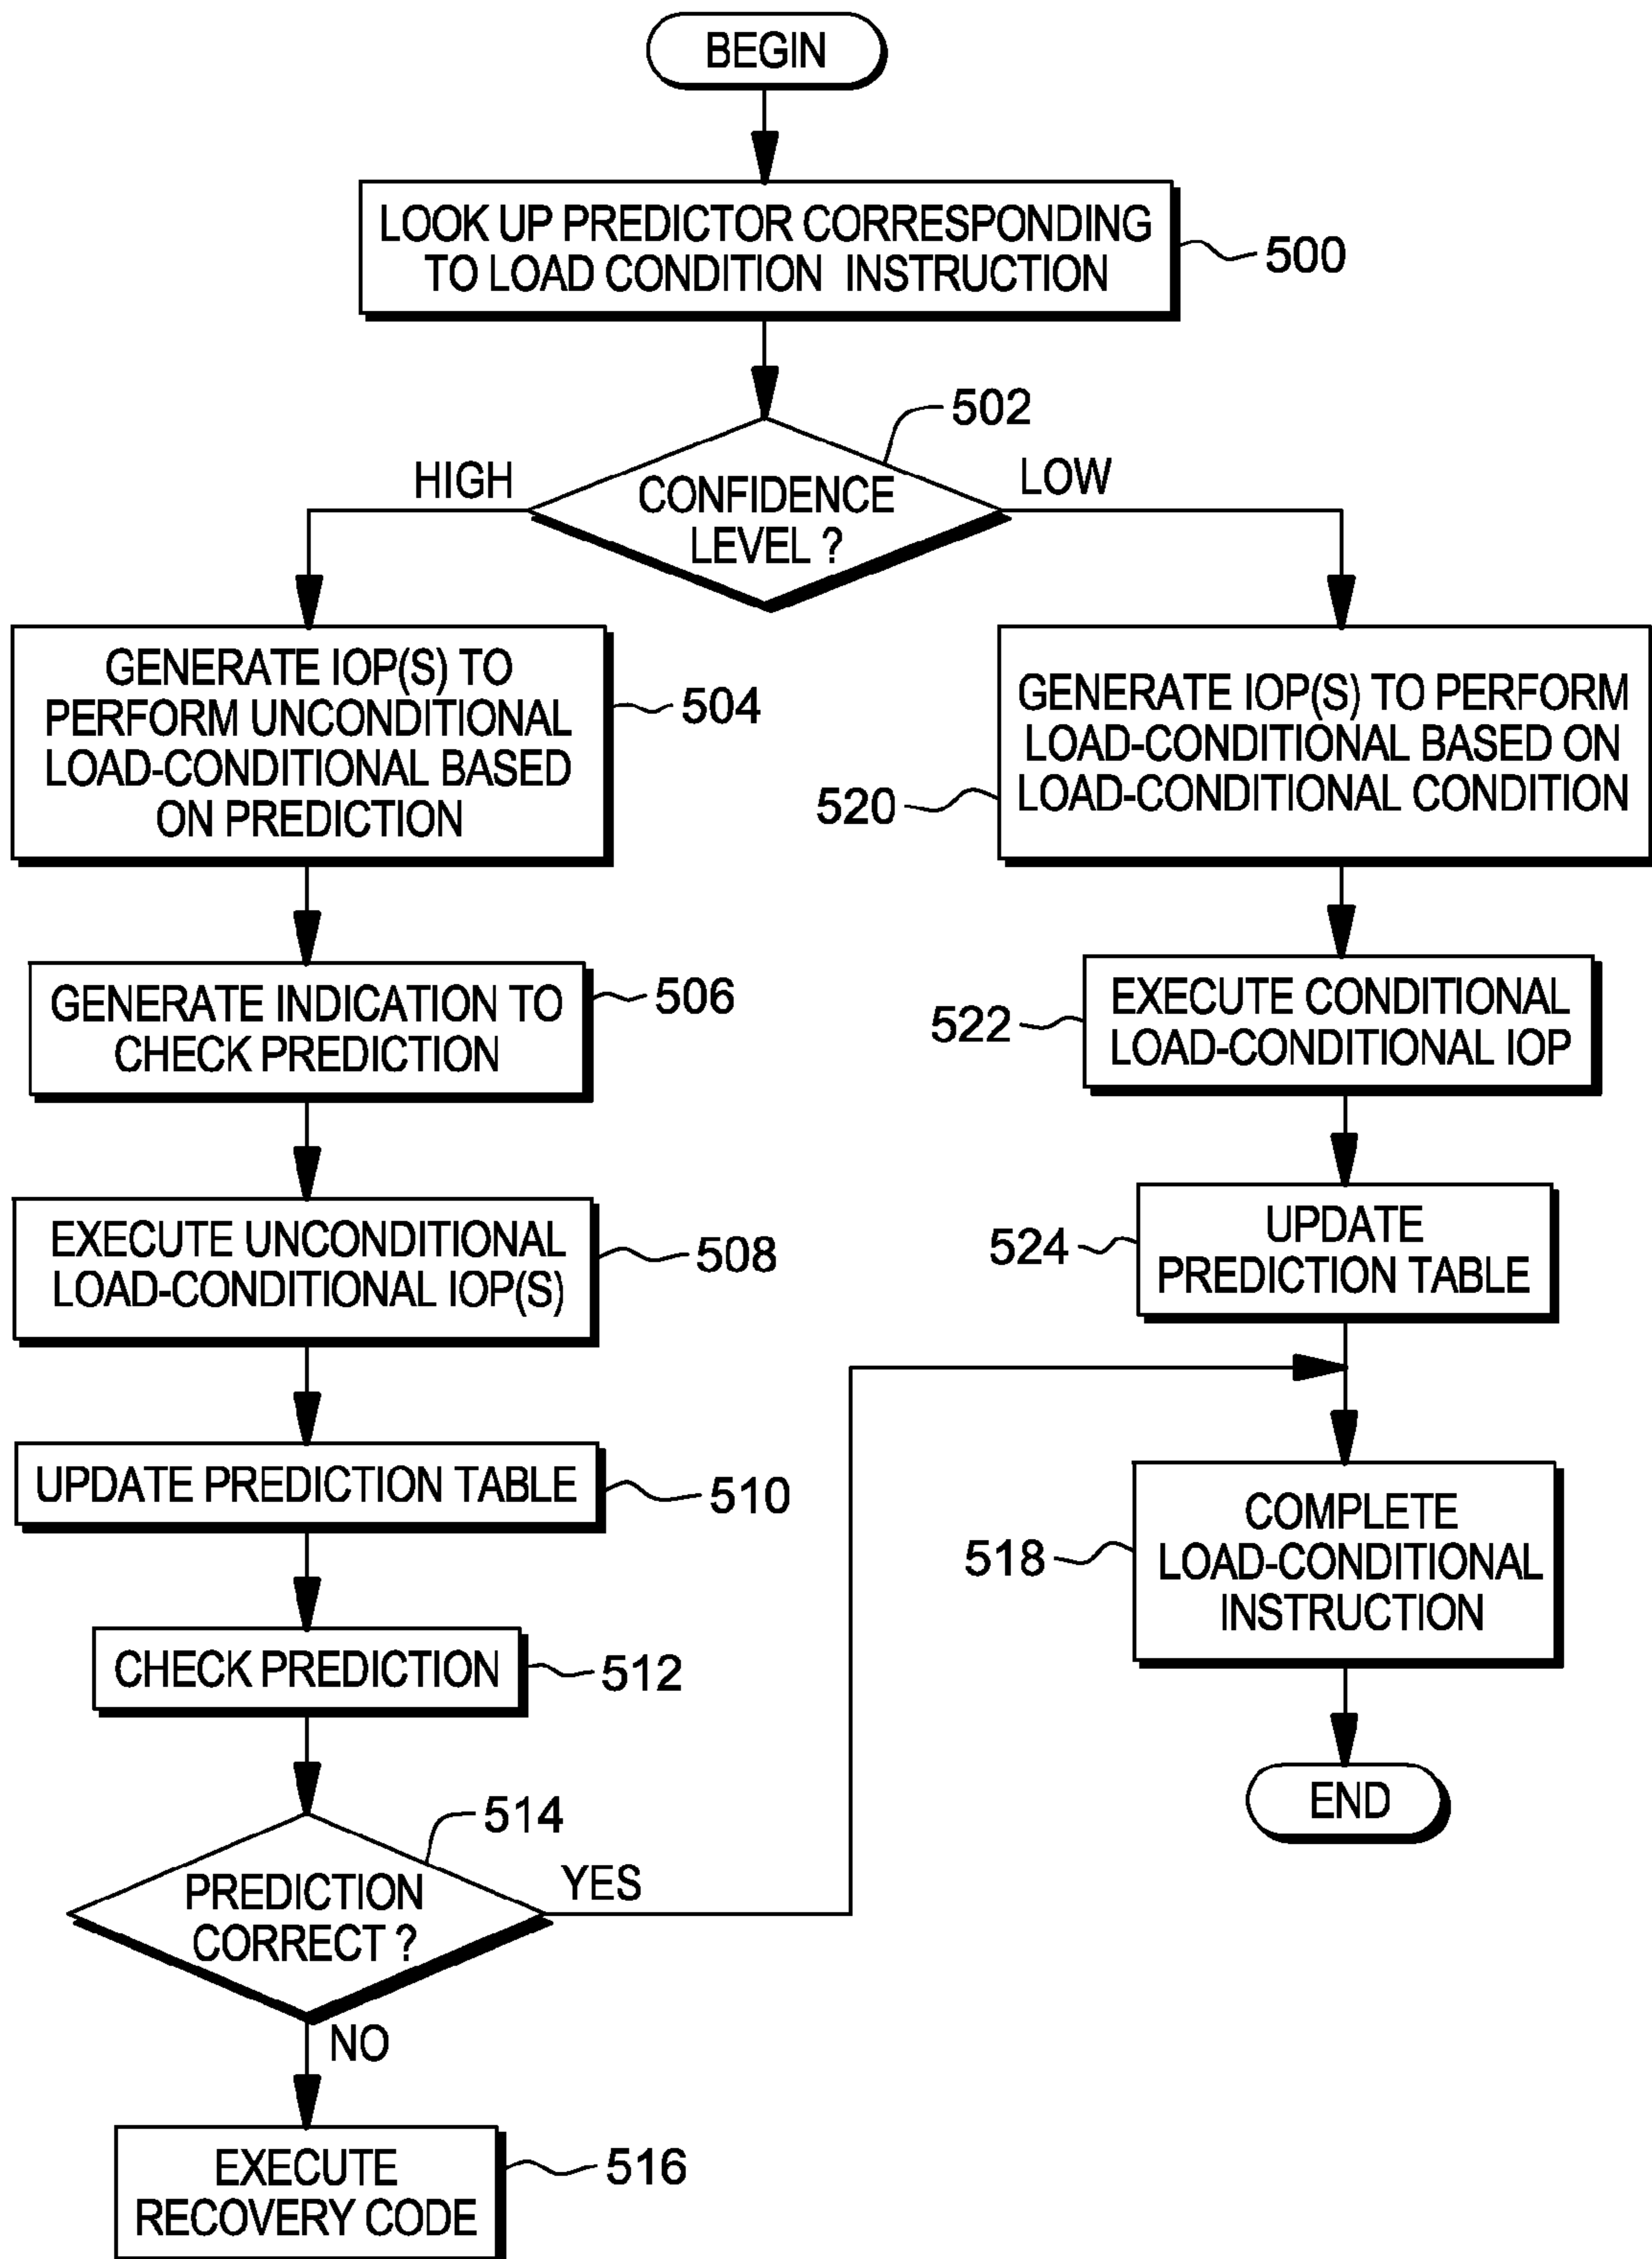 BEGIN
LOOK UP PREDICTOR CORRESPONDING
TO LOAD CONDITION INSTRUCTION
500
502
HIGH
LOW
CONFIDENCE
LEVEL ?
GENERATE IOP(S) TO
PERFORM UNCONDITIONAL
LOAD-CONDITIONAL BASED
ON PREDICTION
504
GENERATE INDICATION TO
CHECK PREDICTION
506
EXECUTE UNCONDITIONAL
LOAD-CONDITIONAL IOP(S)
508
UPDATE PREDICTION TABLE
510
CHECK PREDICTION
512
514
PREDICTION
CORRECT ?
YES
NO
EXECUTE
RECOVERY CODE
516
GENERATE IOP(S) TO PERFORM
LOAD-CONDITIONAL BASED ON
LOAD-CONDITIONAL CONDITION
520
EXECUTE CONDITIONAL
LOAD-CONDITIONAL IOP
522
UPDATE
PREDICTION TABLE
524
COMPLETE
LOAD-CONDITIONAL
INSTRUCTION
518
END